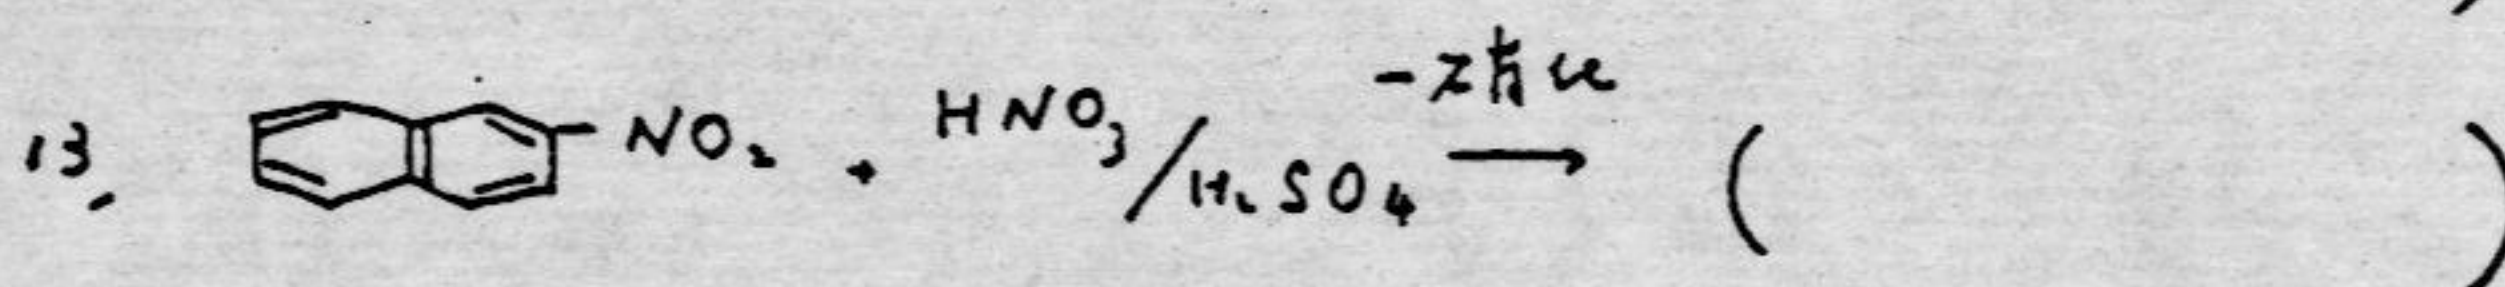 13. NO₂ + HNO₃/H₂SO₄ 一硝化 → ( )